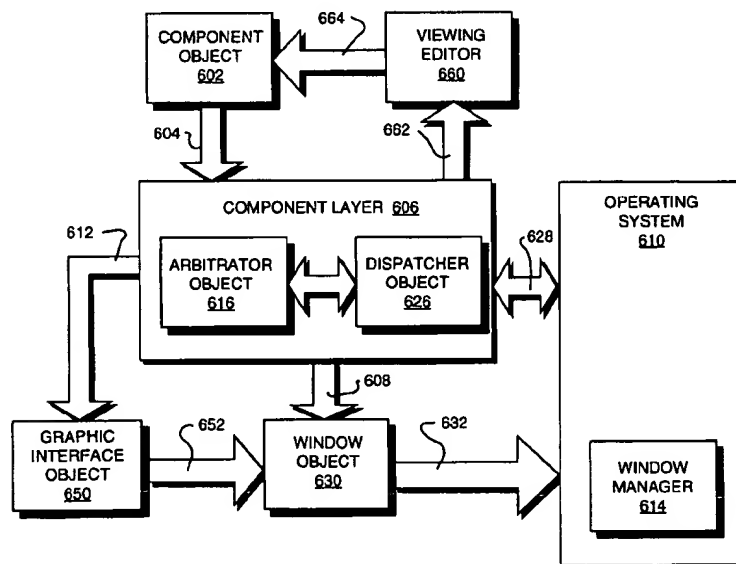 COMPONENT
OBJECT
602
664
VIEWING
EDITOR
660
604
662
COMPONENT LAYER 606
OPERATING
SYSTEM
610
612
ARBITRATOR
OBJECT
616
DISPATCHER
OBJECT
626
628
608
GRAPHIC
INTERFACE
OBJECT
650
652
WINDOW
OBJECT
630
632
WINDOW
MANAGER
614